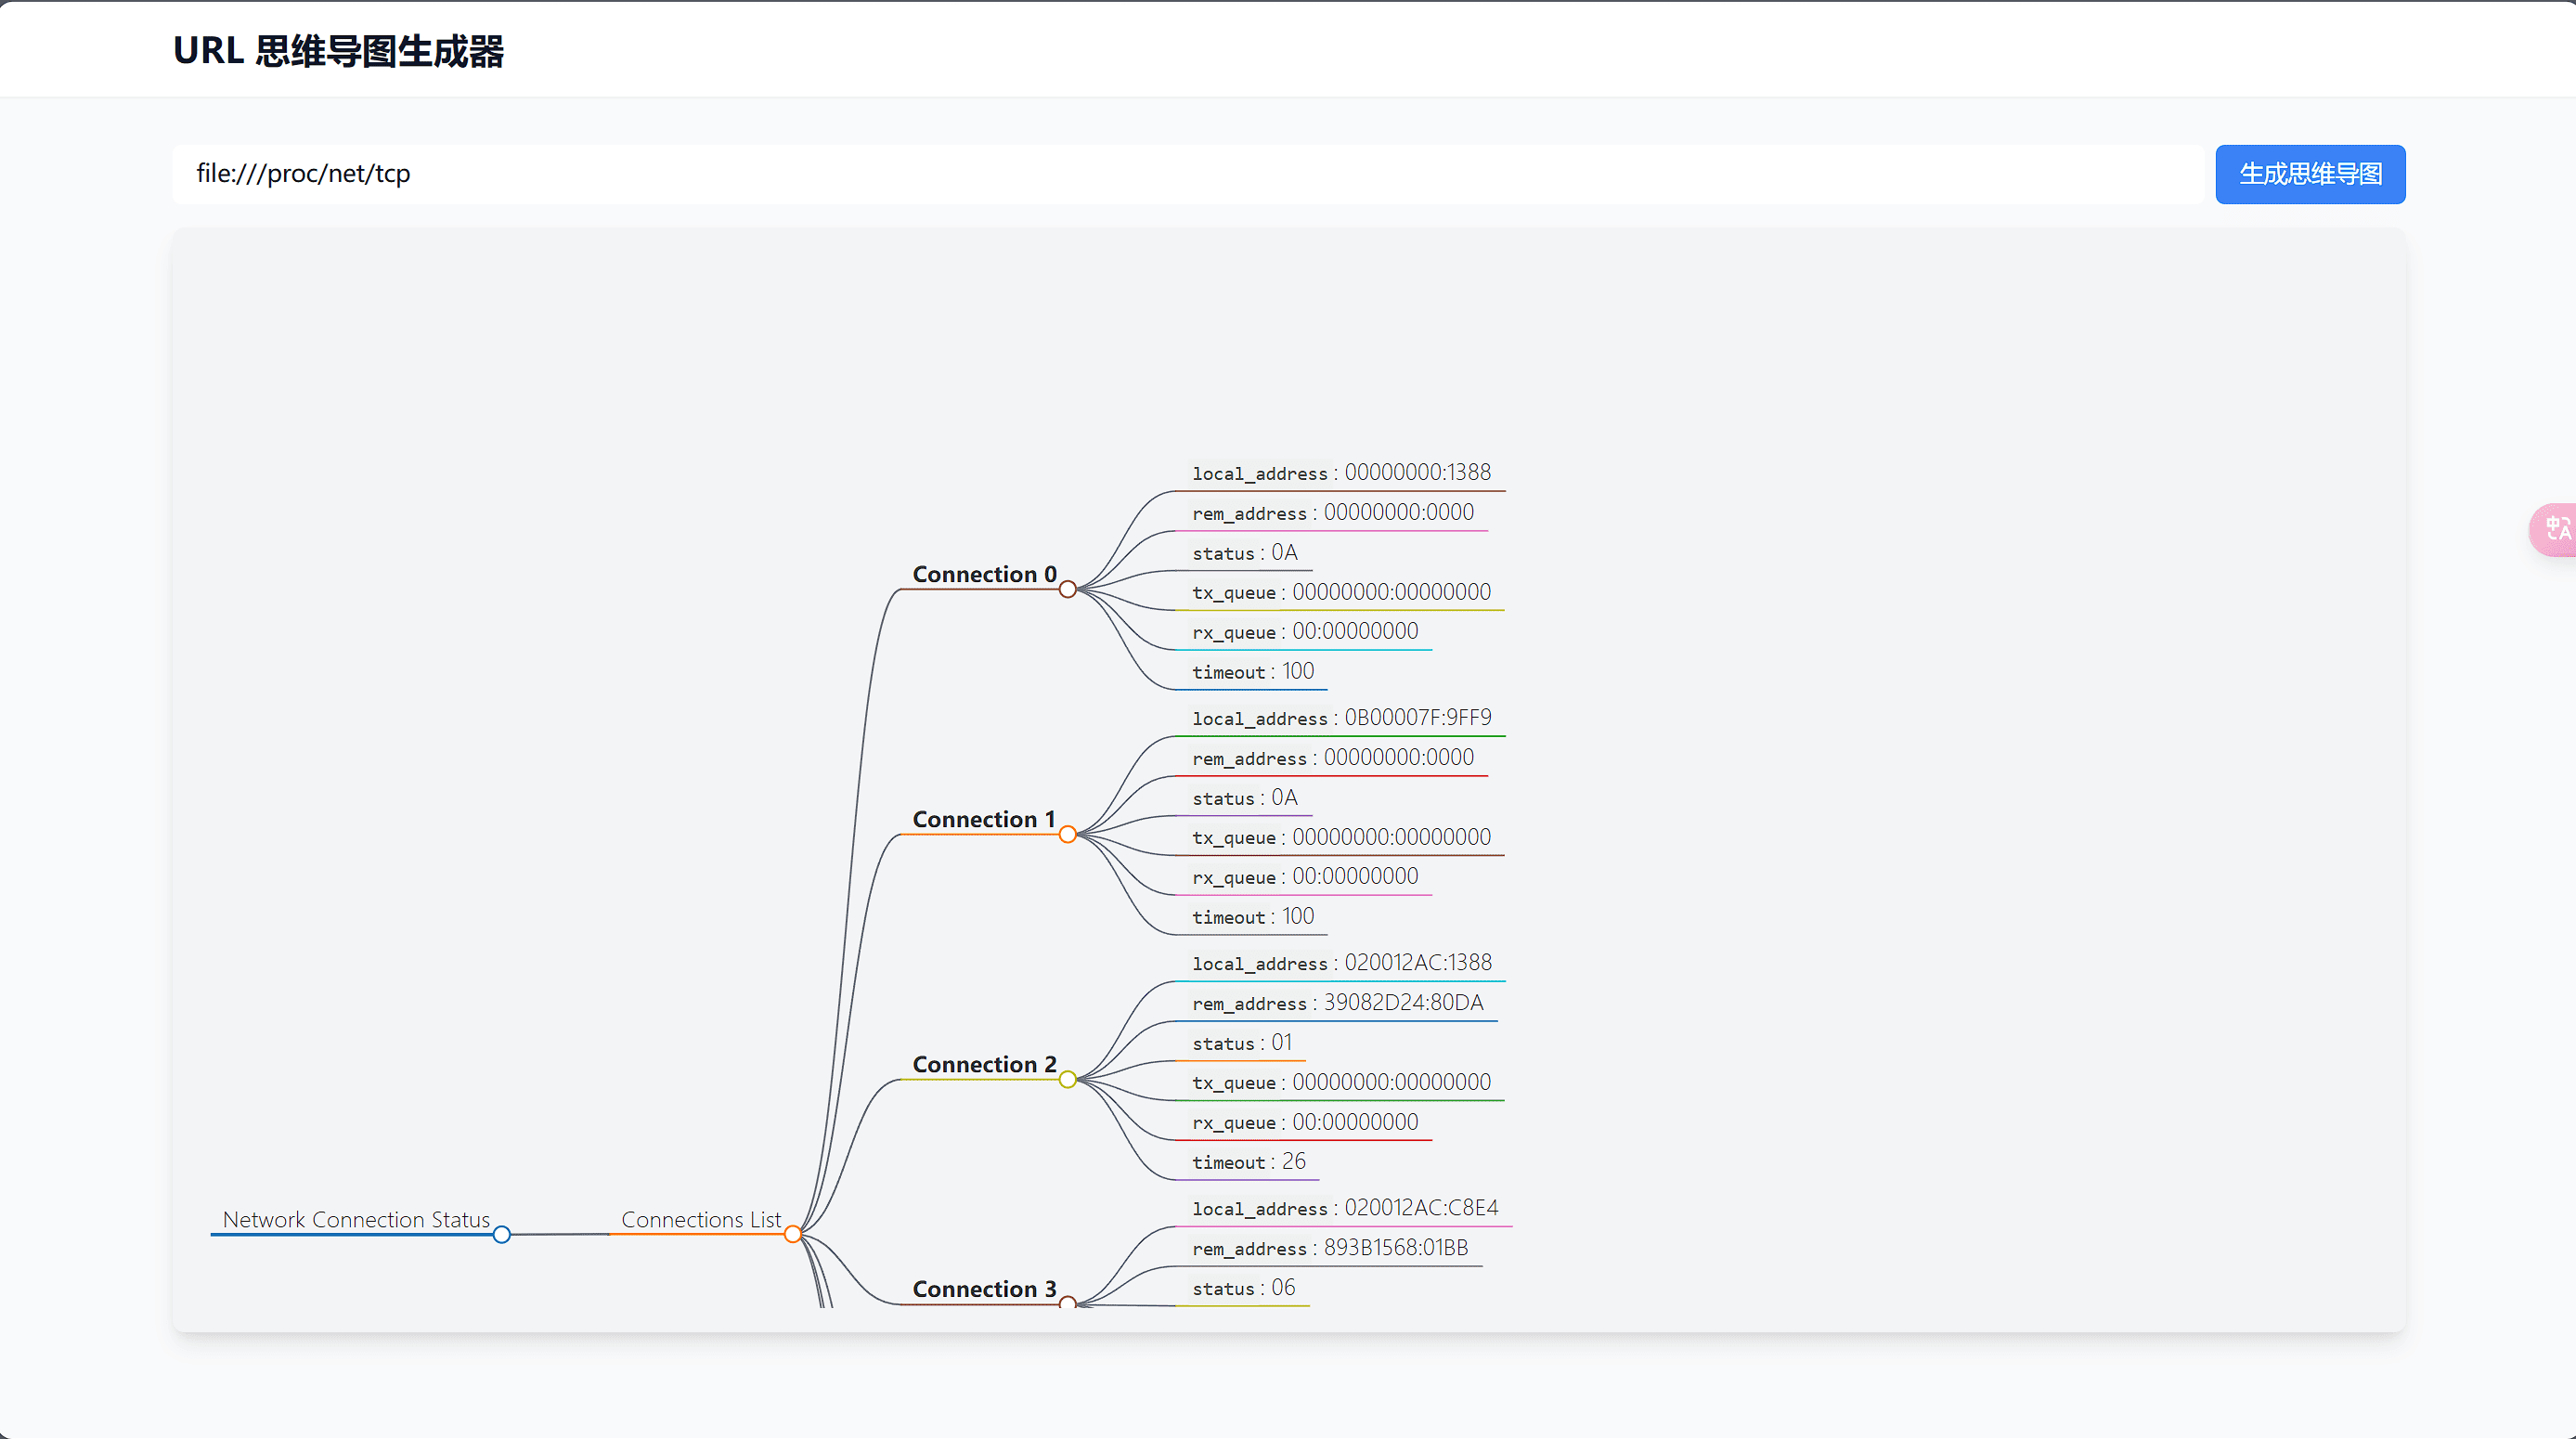 URL 思维导图生成器
file:///proc/net/tcp
生成思维导图
Network Connection Status
Connections List
Connection 0
local_address : 00000000:1388
rem_address : 00000000:0000
status : 0A
tx_queue : 00000000:00000000
rx_queue : 00:00000000
timeout : 100
Connection 1
local_address : 0B00007F:9FF9
rem_address : 00000000:0000
status : 0A
tx_queue : 00000000:00000000
rx_queue : 00:00000000
timeout : 100
Connection 2
local_address : 020012AC:1388
rem_address : 39082D24:80DA
status : 01
tx_queue : 00000000:00000000
rx_queue : 00:00000000
timeout : 26
Connection 3
local_address : 020012AC:C8E4
rem_address : 893B1568:01BB
status : 06
中A